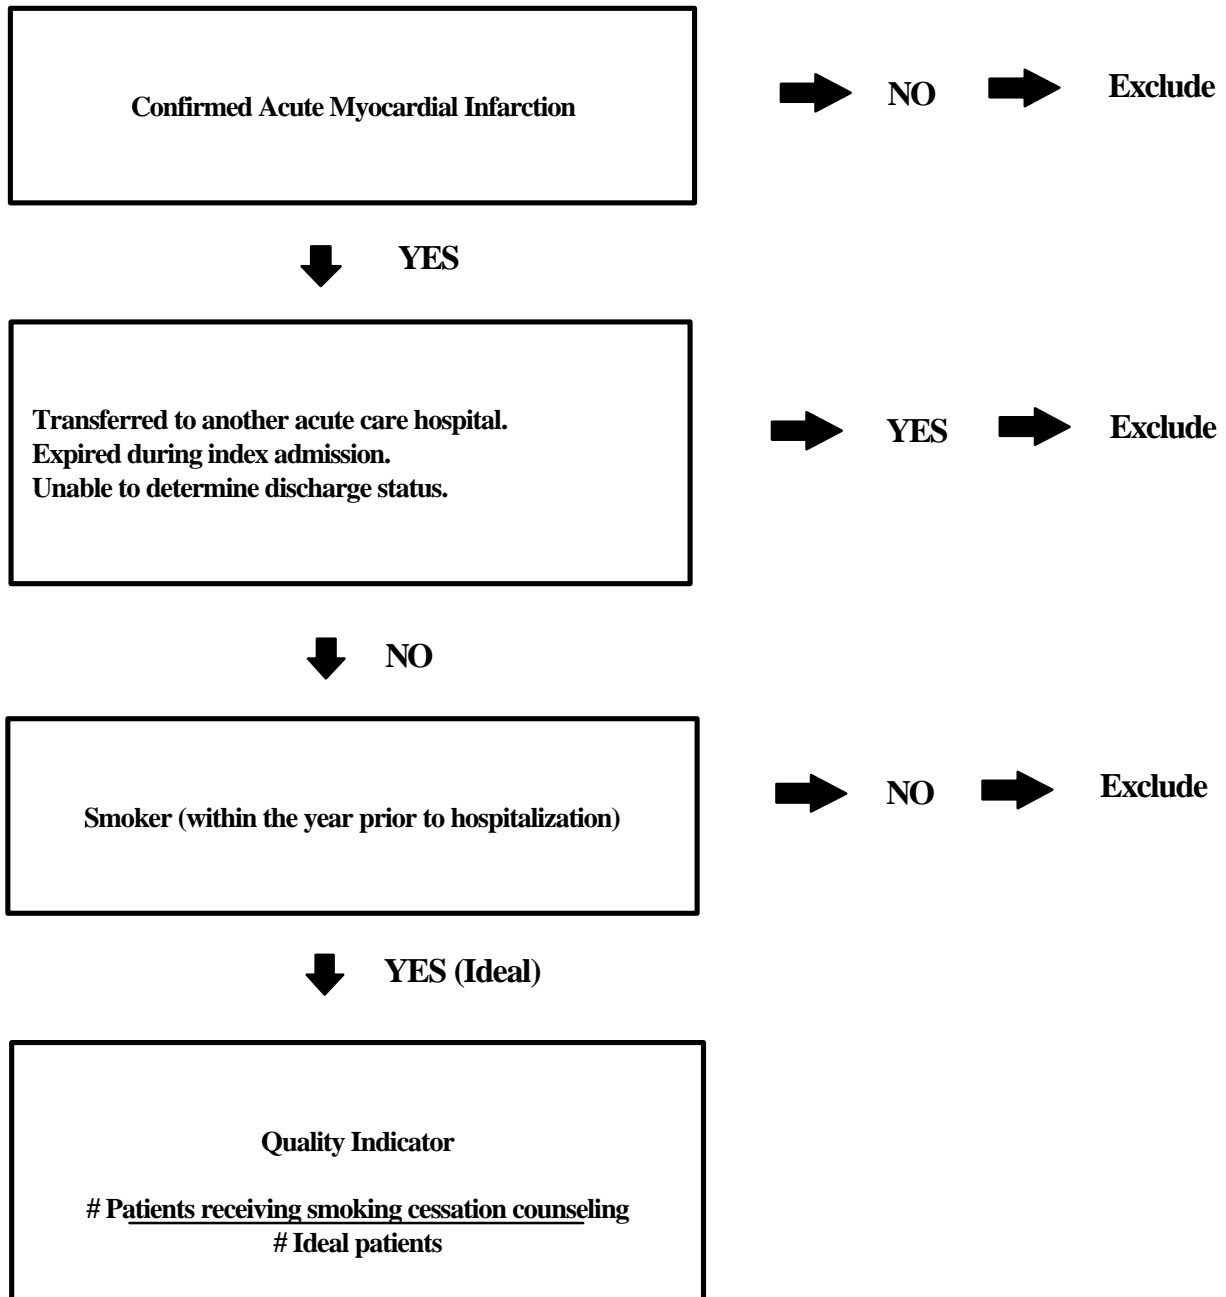 Confirmed Acute Myocardial Infarction
NO
Exclude
YES
Transferred to another acute care hospital.
Expired during index admission.
Unable to determine discharge status.
YES
Exclude
NO
Smoker (within the year prior to hospitalization)
NO
Exclude
YES (Ideal)
Quality Indicator
# Patients receiving smoking cessation counseling
# Ideal patients